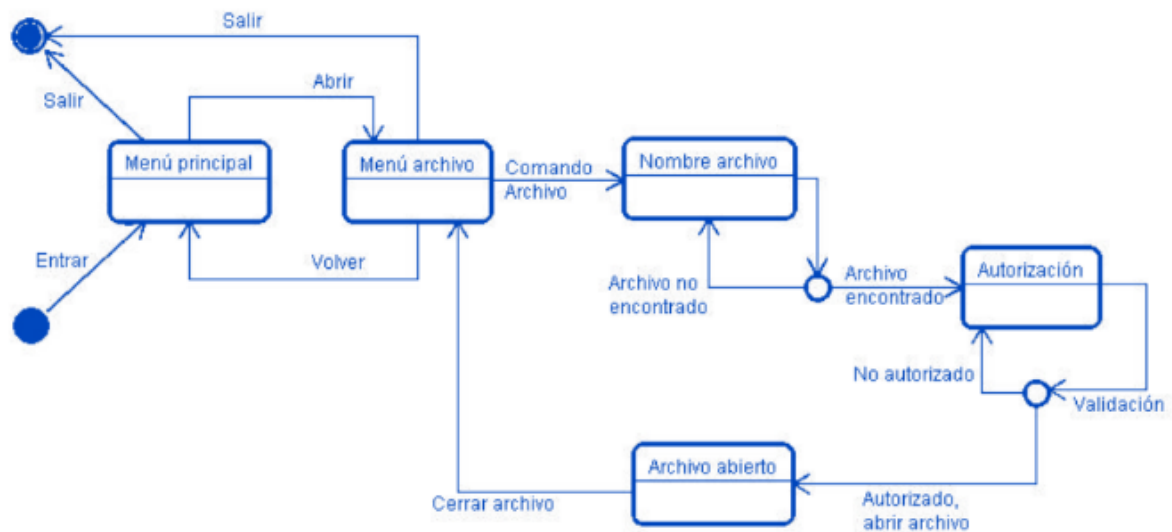 Salir
Abrir
Salir
Menú principal
Menú archivo
Comando
Archivo
Nombre archivo
Entrar
Volver
Archivo no
encontrado
Archivo
encontrado
Autorización
No autorizado
Validación
Archivo abierto
Cerrar archivo
Autorizado,
abrir archivo